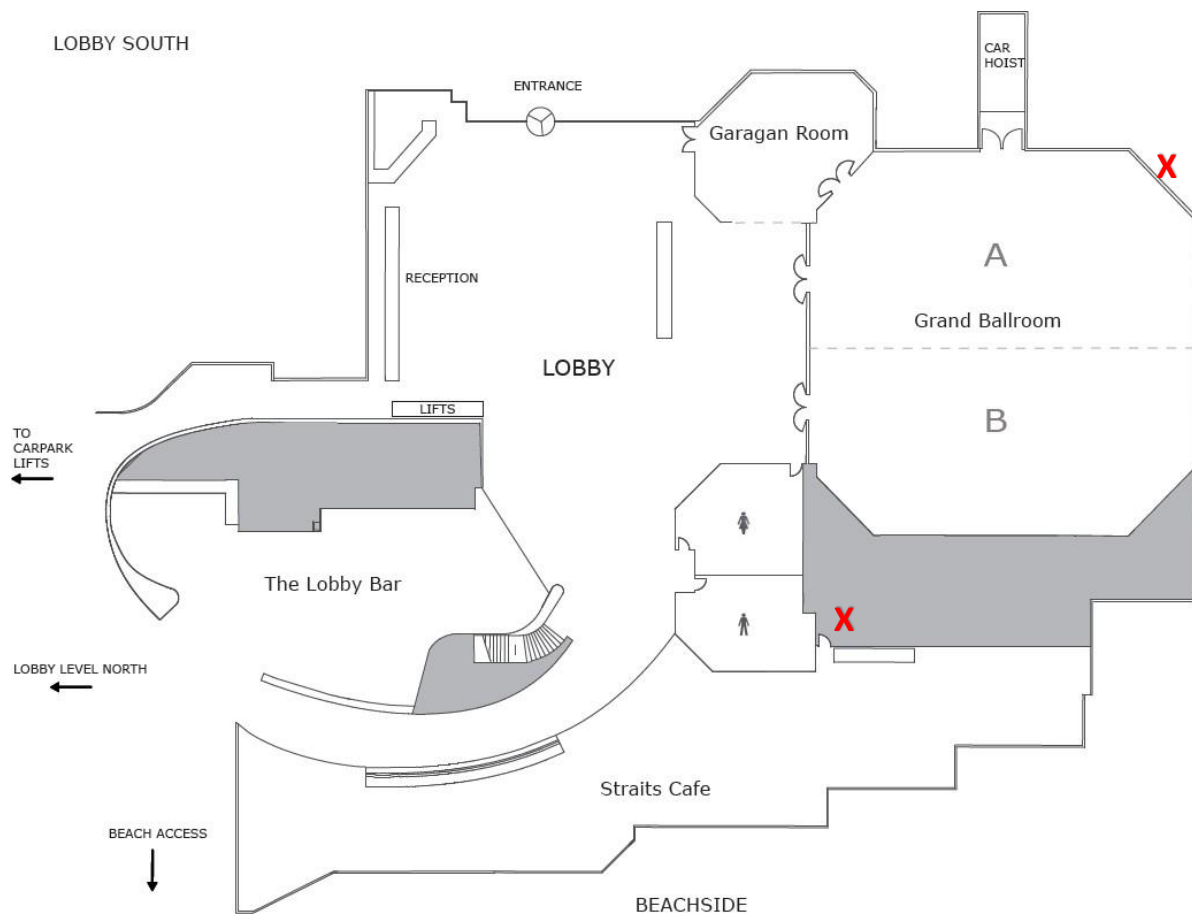 LOBBY SOUTH
CAR
HOIST
ENTRANCE
Garagan Room
X
A
RECEPTION
Grand Ballroom
LOBBY
LIFTS
B
TO
CARPARK
LIFTS
The Lobby Bar
X
LOBBY LEVEL NORTH
Straits Cafe
BEACH ACCESS
BEACHSIDE